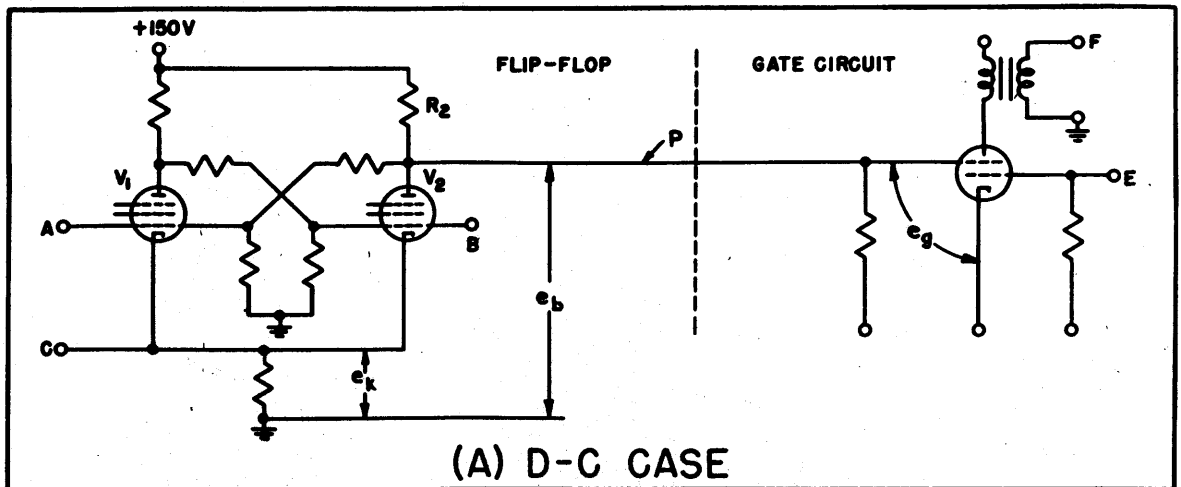 +150V
FLIP-FLOP
GATE CIRCUIT
F
R2
P
V1
V2
E
A
B
eg
eb
C
ek
(A) D-C CASE